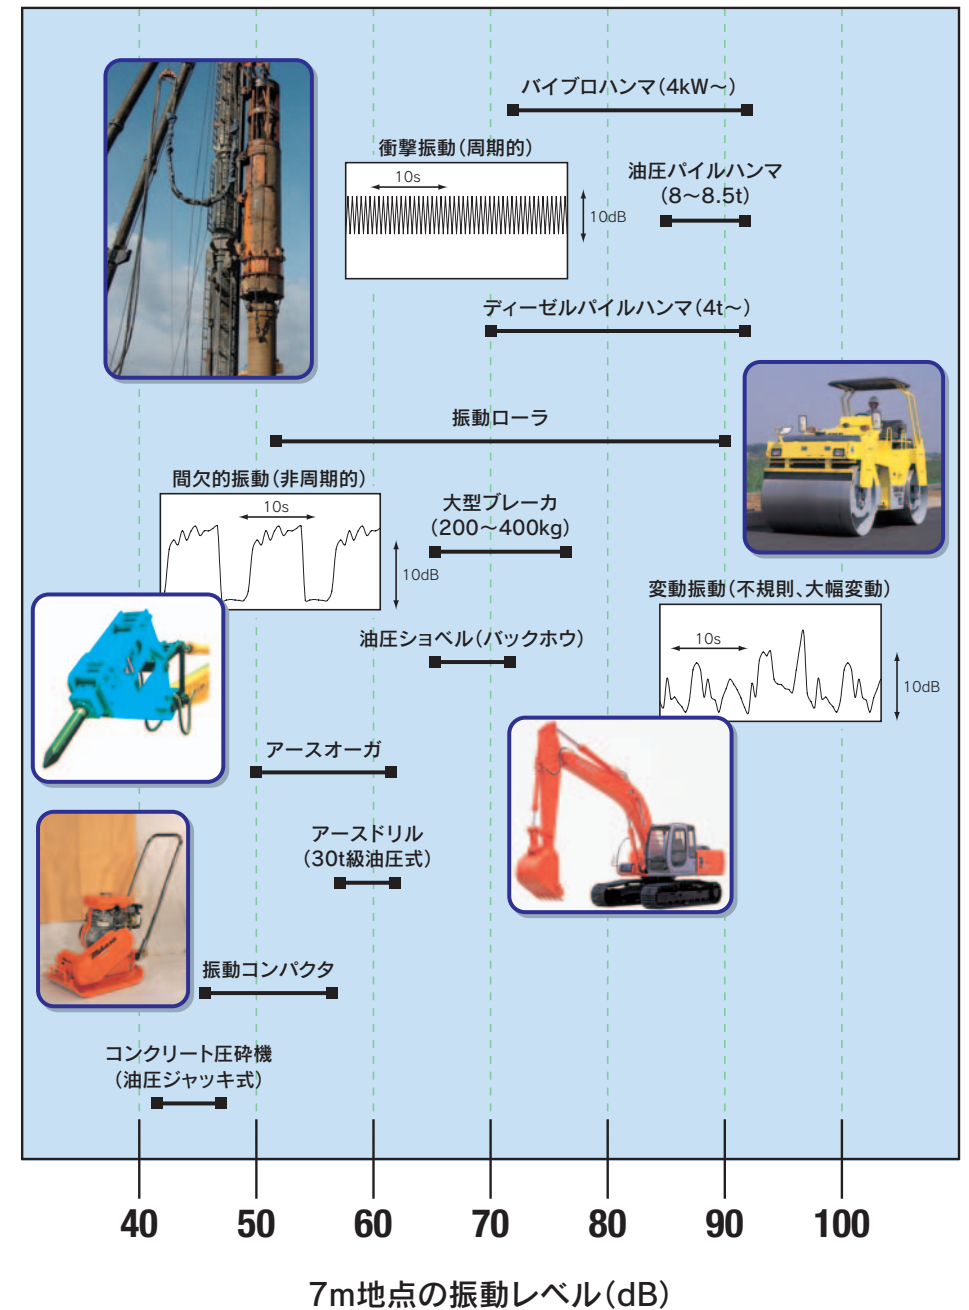 バイブロハンマ（4kW～）
衝撃振動（周期的）
10s
10dB
油圧パイルハンマ
（8～8.5t）
ディーゼルパイルハンマ（4t～）
振動ローラ
間欠的振動（非周期的）
10s
10dB
大型ブレーカ
（200～400kg）
変動振動（不規則、大幅変動）
10s
10dB
油圧ショベル（バックホウ）
アースオーガ
アースドリル
（30t級油圧式）
振動コンパクタ
コンクリート圧砕機
（油圧ジャッキ式）
40 50 60 70 80 90 100
7m地点の振動レベル（dB）